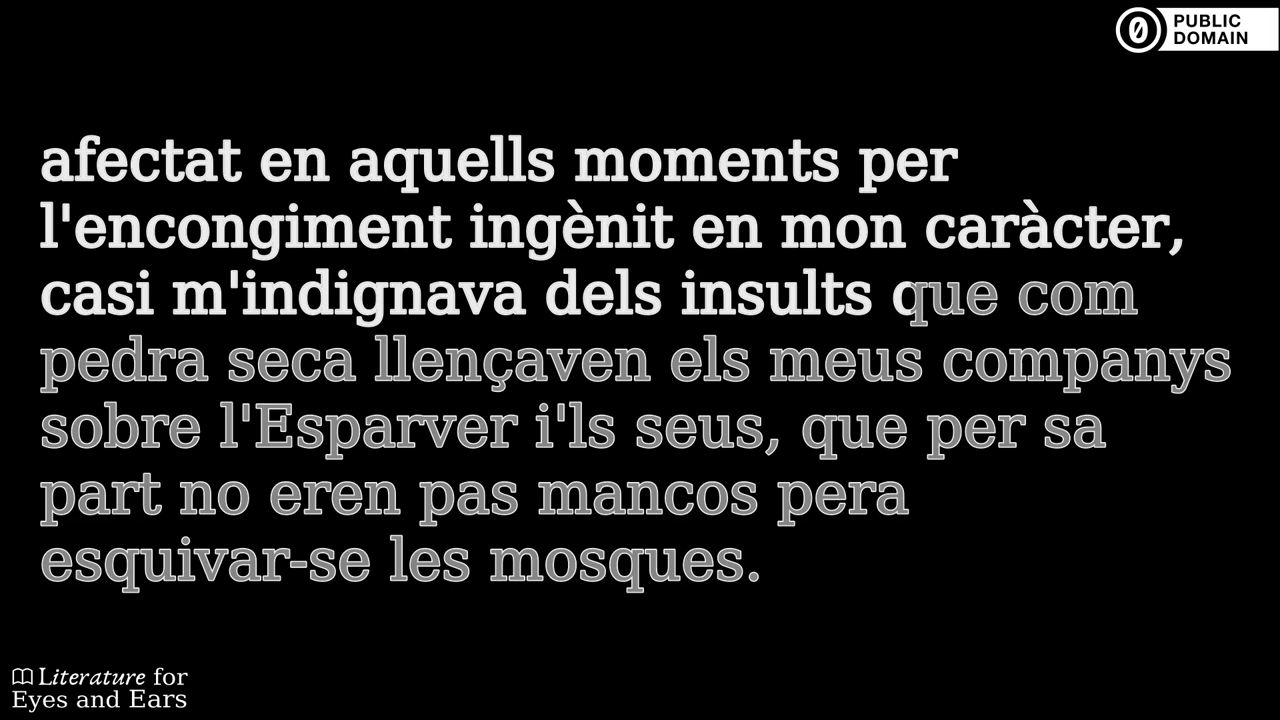 PUBLIC
DOMAIN
afectat en aquells moments per
l'encongiment ingènit en mon caràcter,
casi m'indignava dels insults que com
pedra seca llençaven els meus companys
sobre l'Esparver i'ls seus, que per sa
part no eren pas mancos pera
esquivar-se les mosques.
Literature for
Eyes and Ears